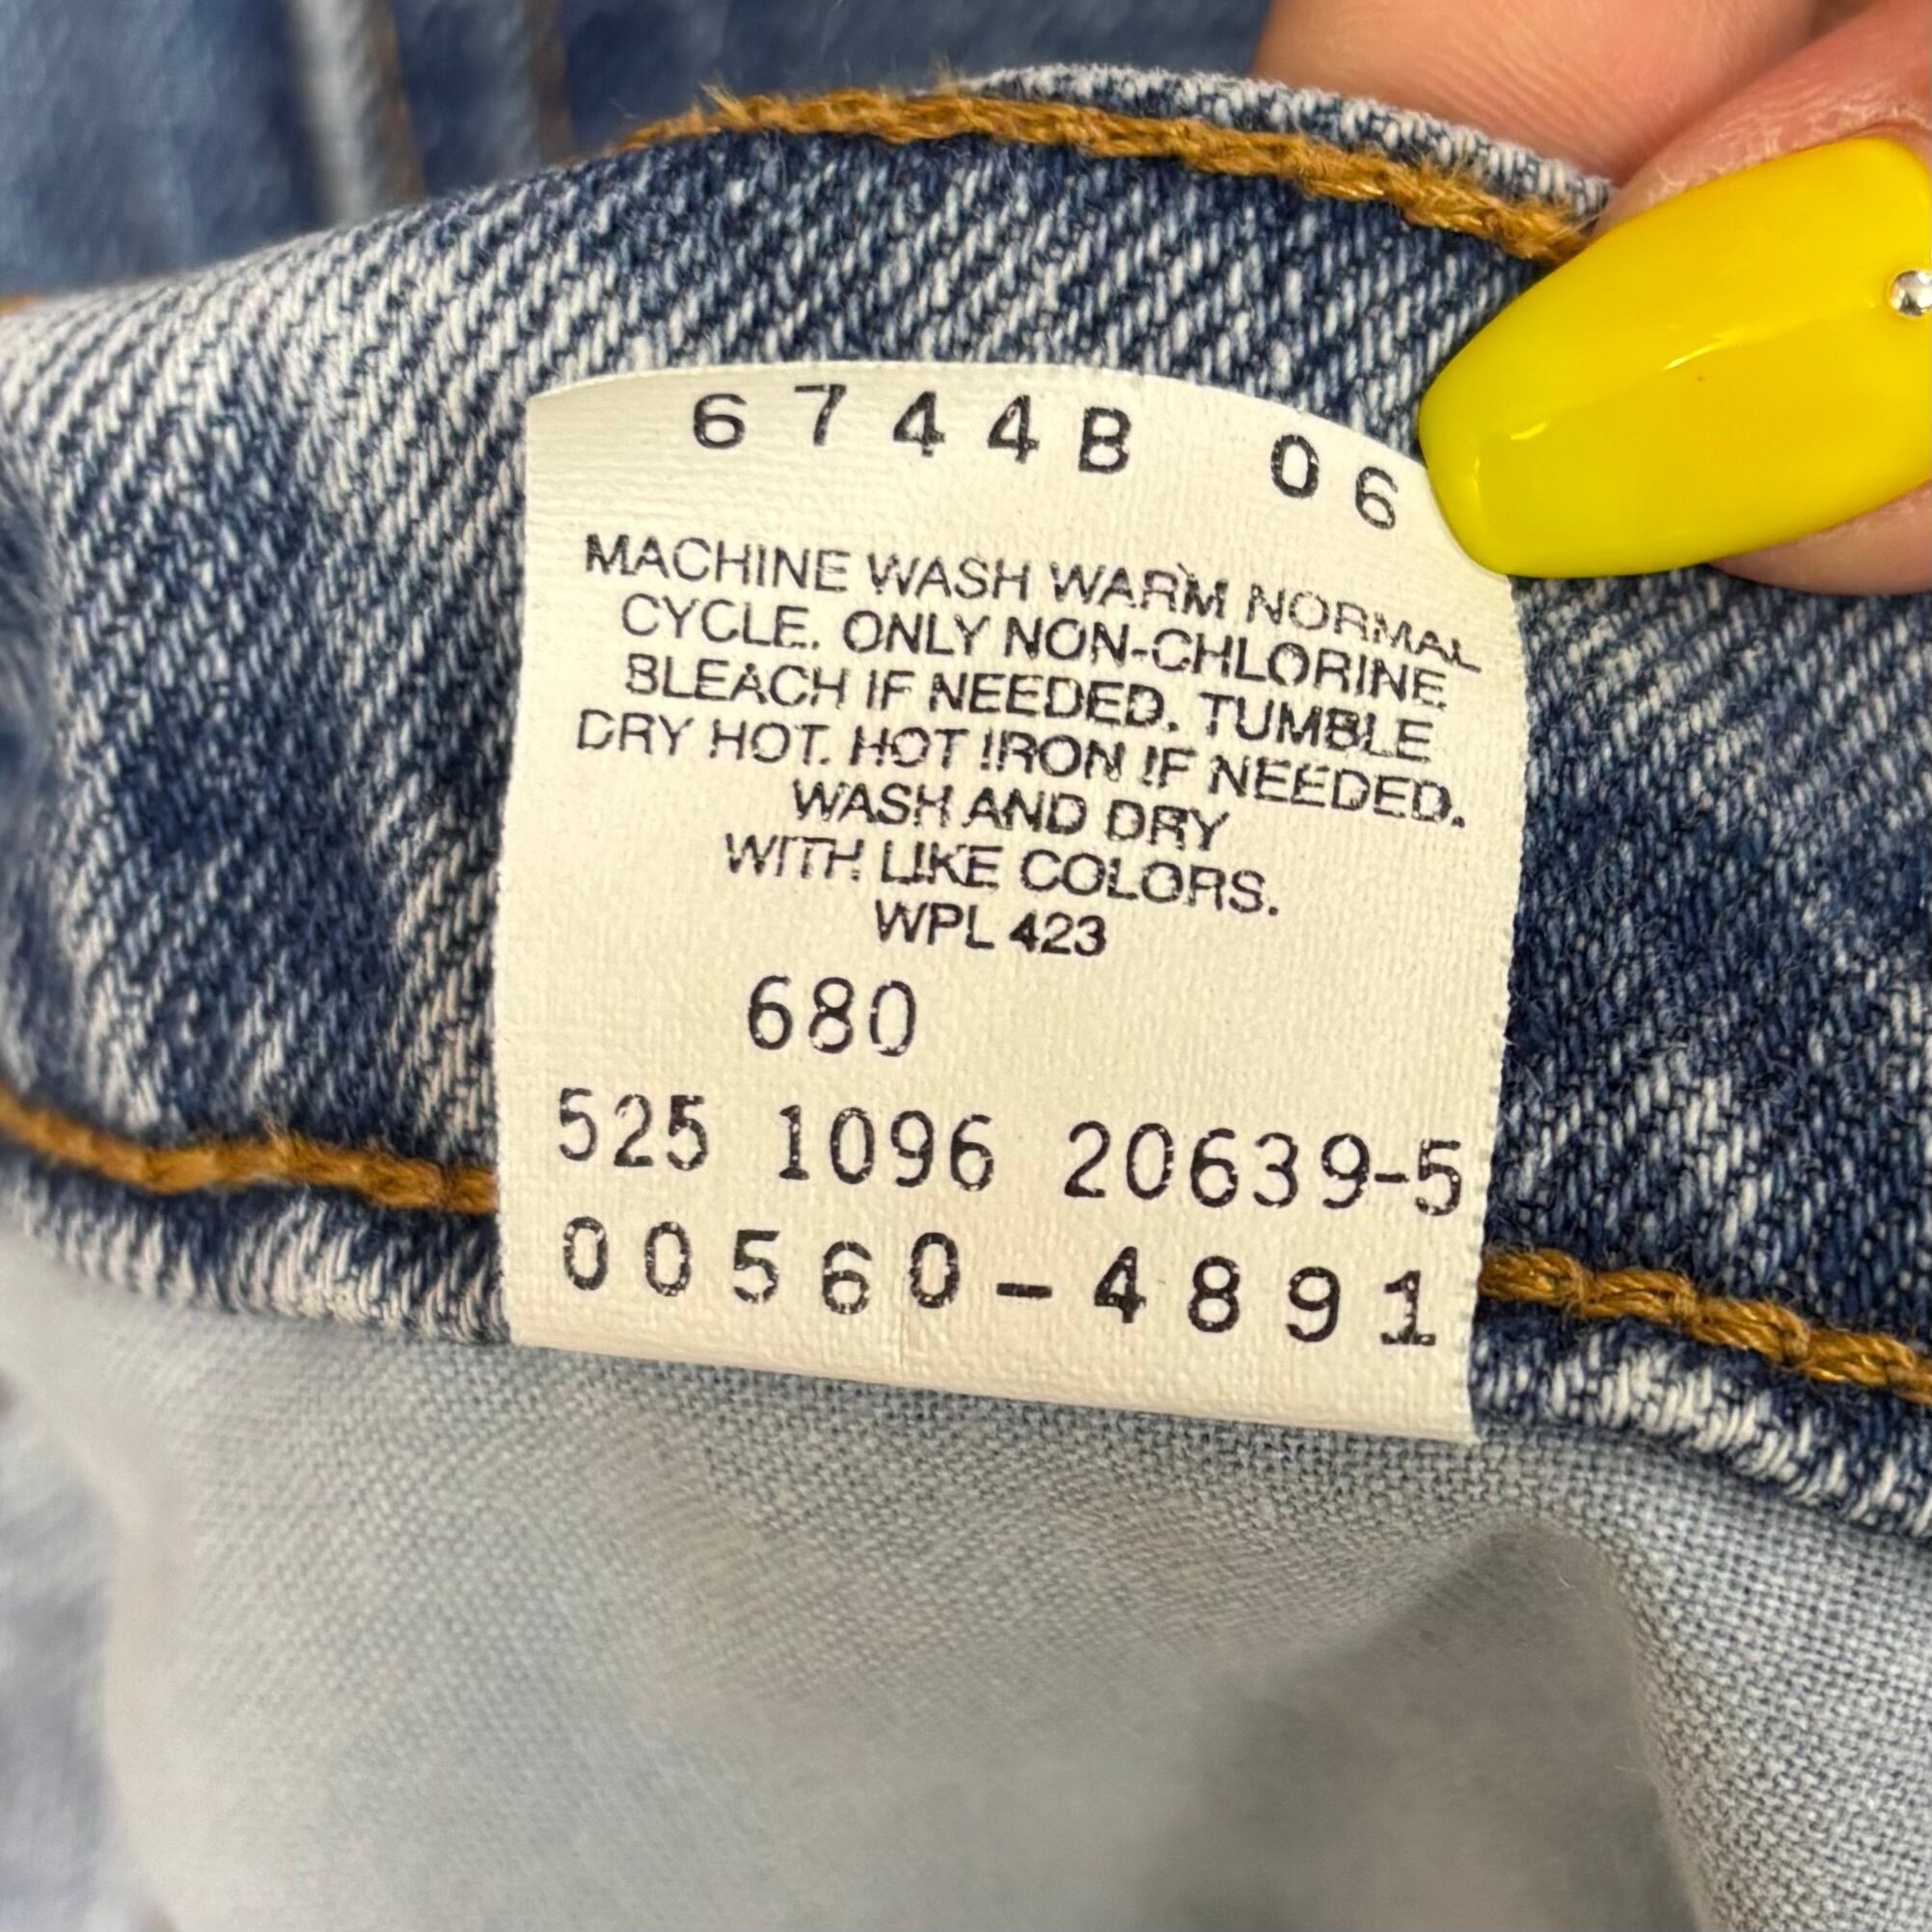 6744B 06
MACHINE WASH WARM NORMAL
CYCLE. ONLY NON-CHLORINE
BLEACH IF NEEDED. TUMBLE
DRY HOT. HOT IRON IF NEEDED.
WASH AND DRY
WITH LIKE COLORS.
WPL 423
680
525 1096 20639-5
00560-4891